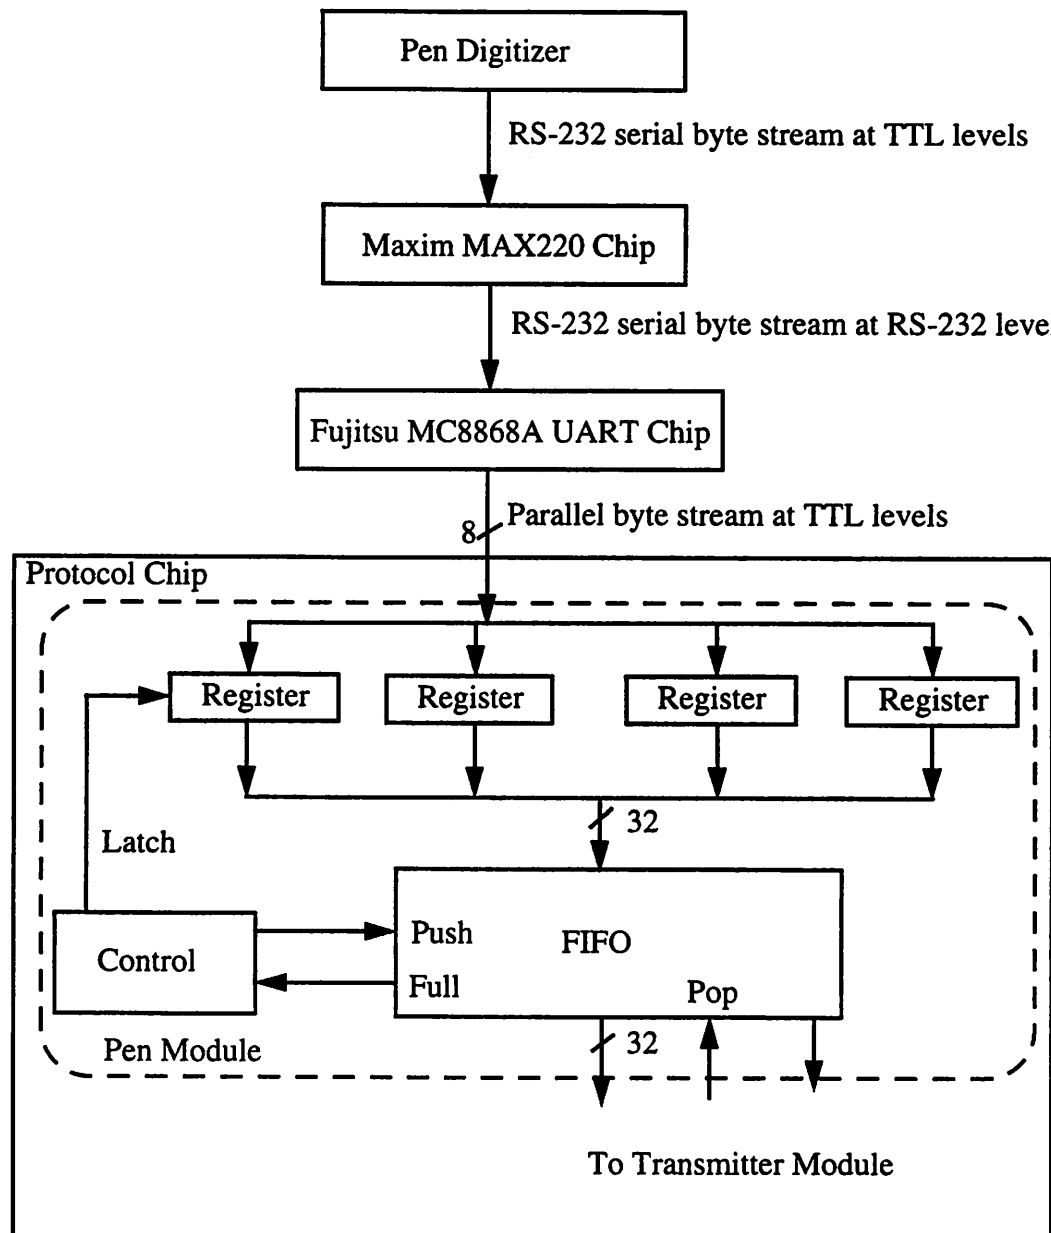 Pen Digitizer
RS-232 serial byte stream at TTL levels
Maxim MAX220 Chip
RS-232 serial byte stream at RS-232 leve
Fujitsu MC8868A UART Chip
8
Parallel byte stream at TTL levels
Protocol Chip
Register
Register
Register
Register
32
Latch
Push
FIFO
Control
Full
Pop
32
Pen Module
To Transmitter Module